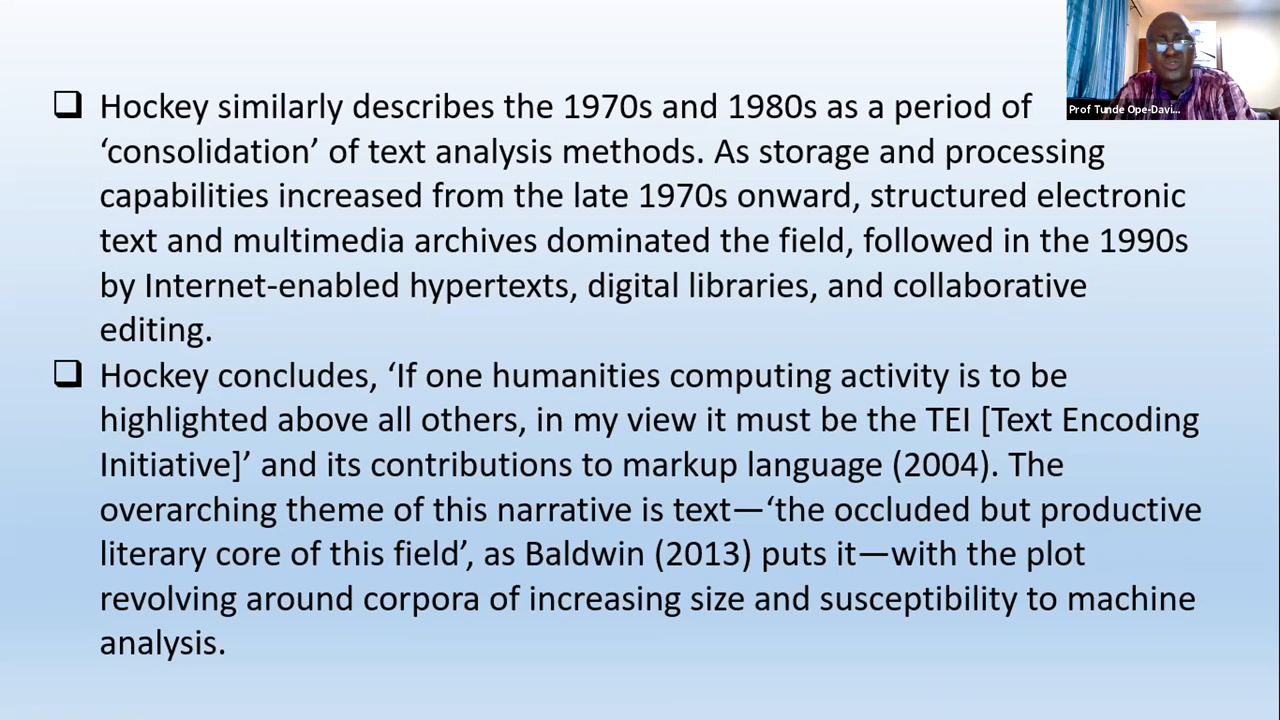 ❑ Hockey similarly describes the 1970s and 1980s as a period of
‘consolidation’ of text analysis methods. As storage and processing
capabilities increased from the late 1970s onward, structured electronic
text and multimedia archives dominated the field, followed in the 1990s
by Internet-enabled hypertexts, digital libraries, and collaborative
editing.
❑ Hockey concludes, ‘If one humanities computing activity is to be
highlighted above all others, in my view it must be the TEI [Text Encoding
Initiative]’ and its contributions to markup language (2004). The
overarching theme of this narrative is text—‘the occluded but productive
literary core of this field’, as Baldwin (2013) puts it—with the plot
revolving around corpora of increasing size and susceptibility to machine
analysis.
Prof Tunde Ope-Davi...